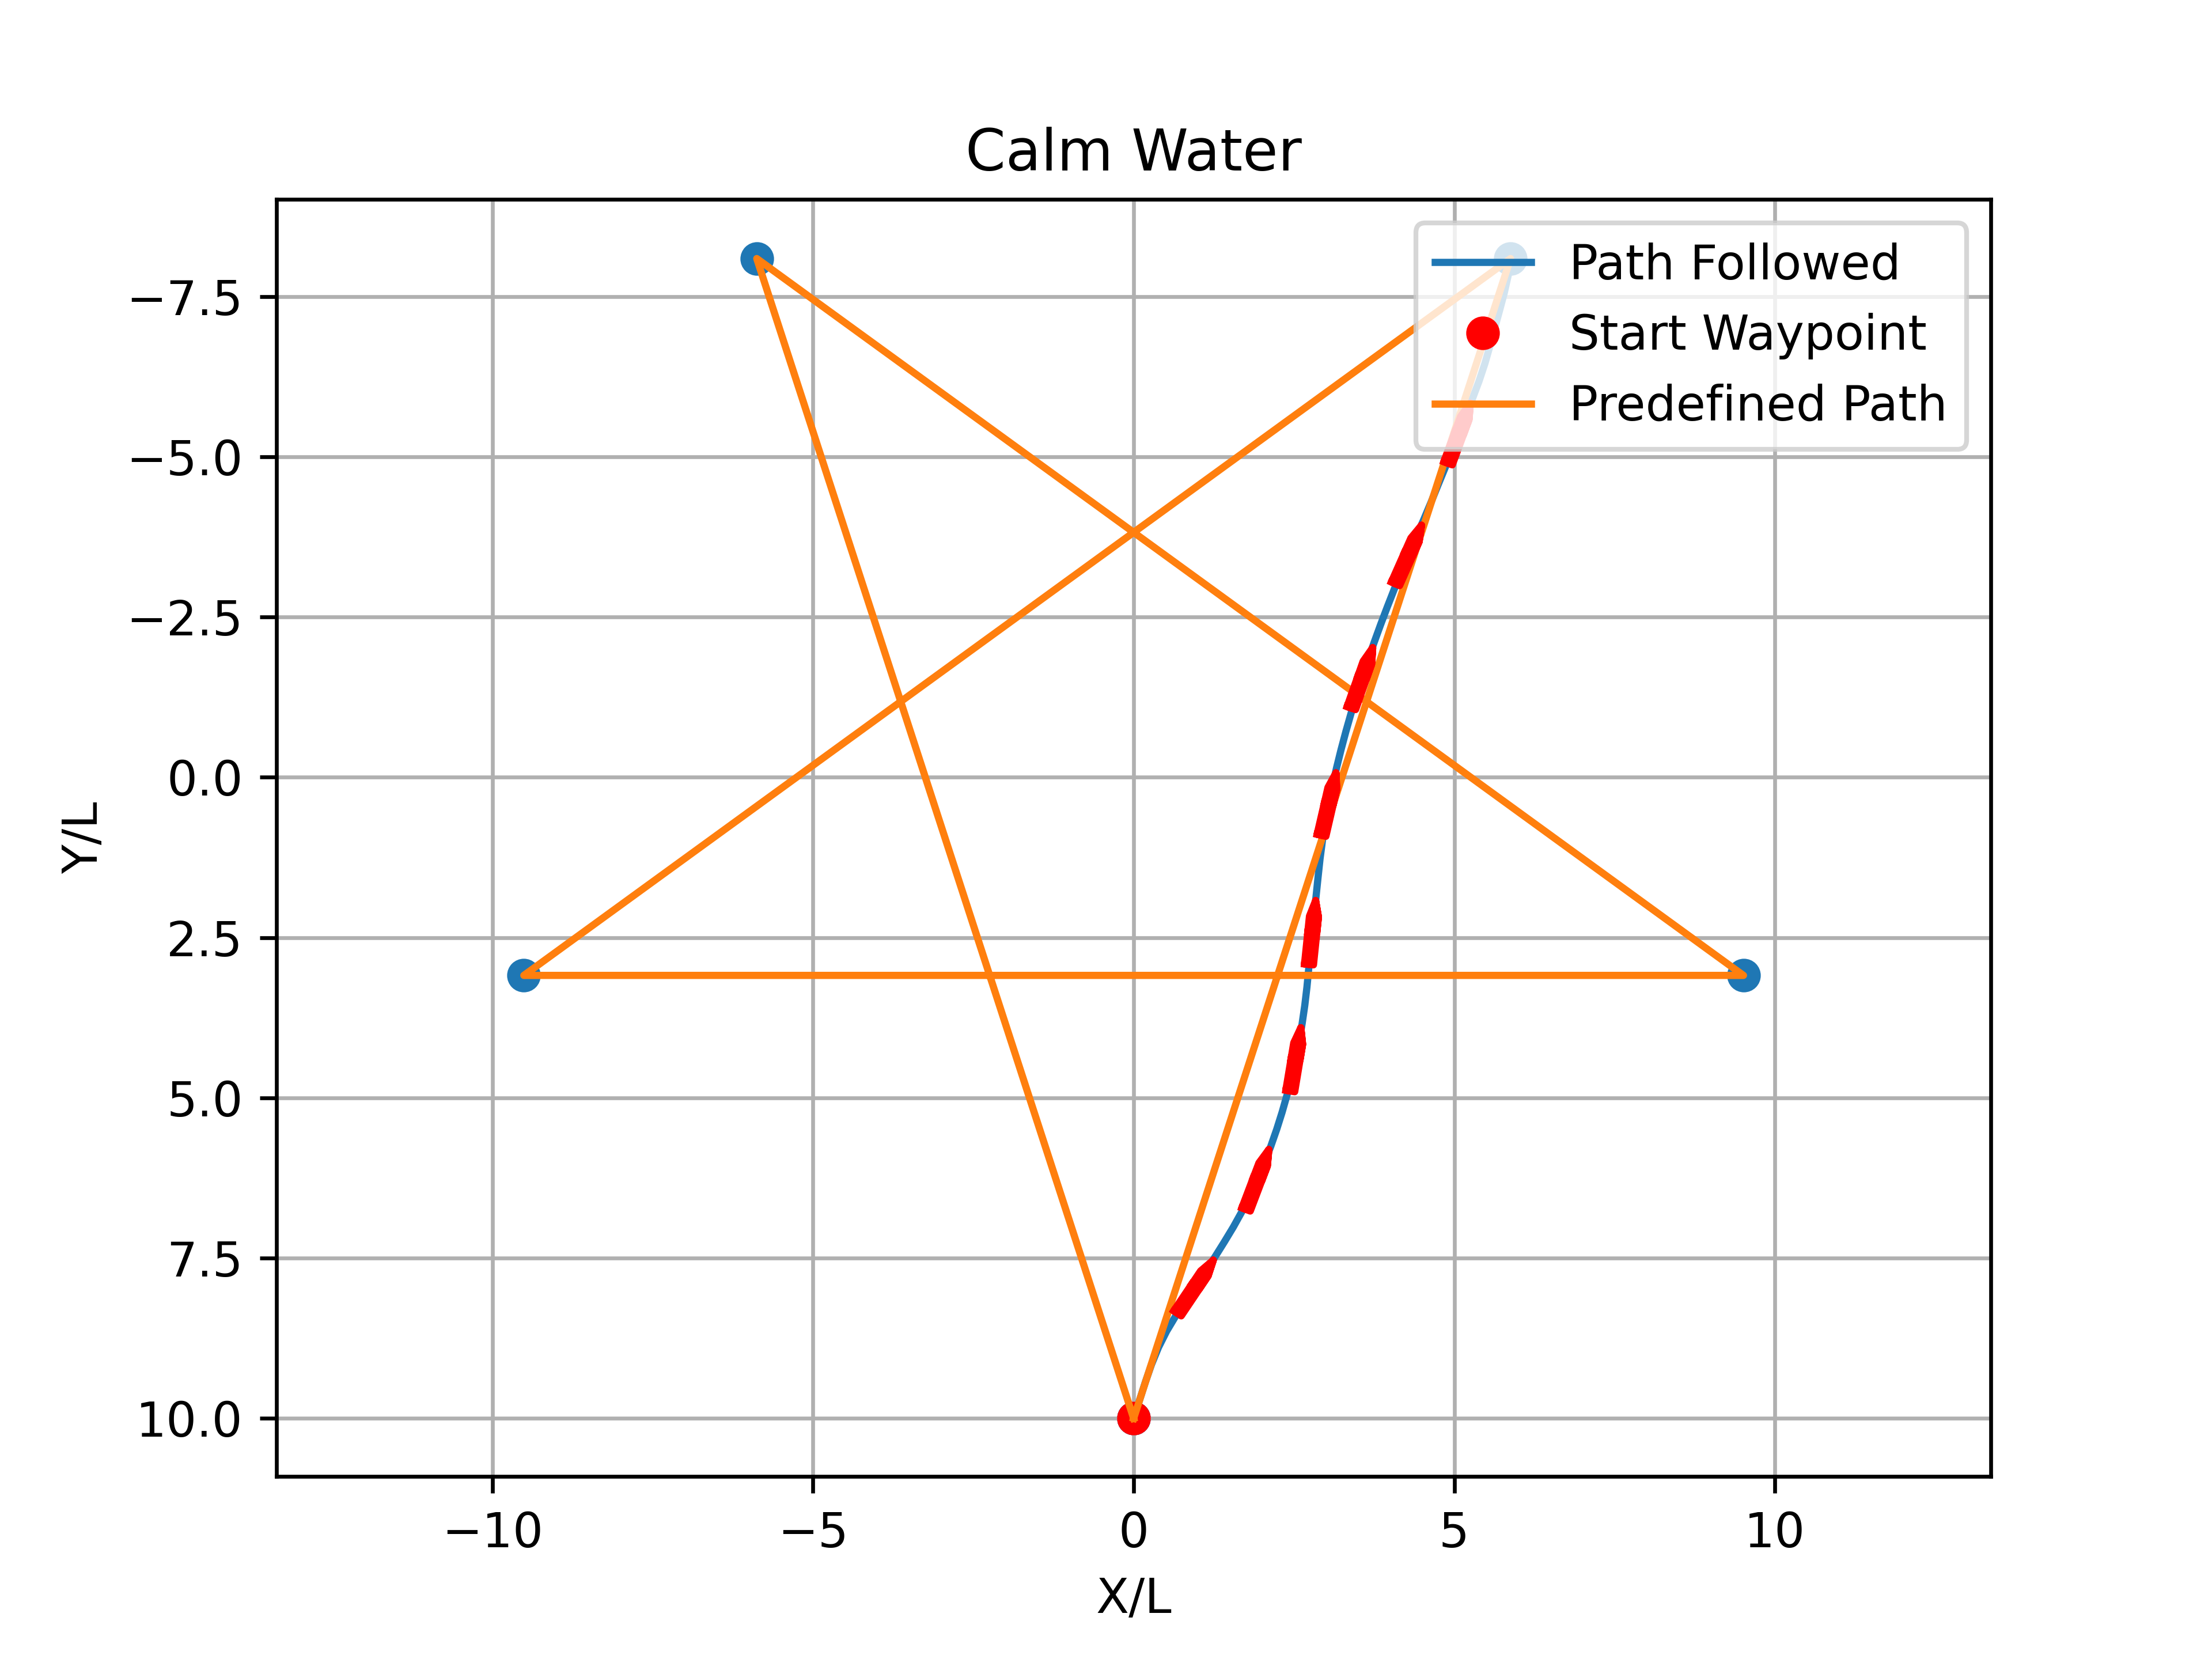 Calm Water
Path Followed
Start Waypoint
Predefined Path
−7.5
−5.0
−2.5
0.0
2.5
5.0
7.5
10.0
Y/L
−10
−5
0
5
10
X/L